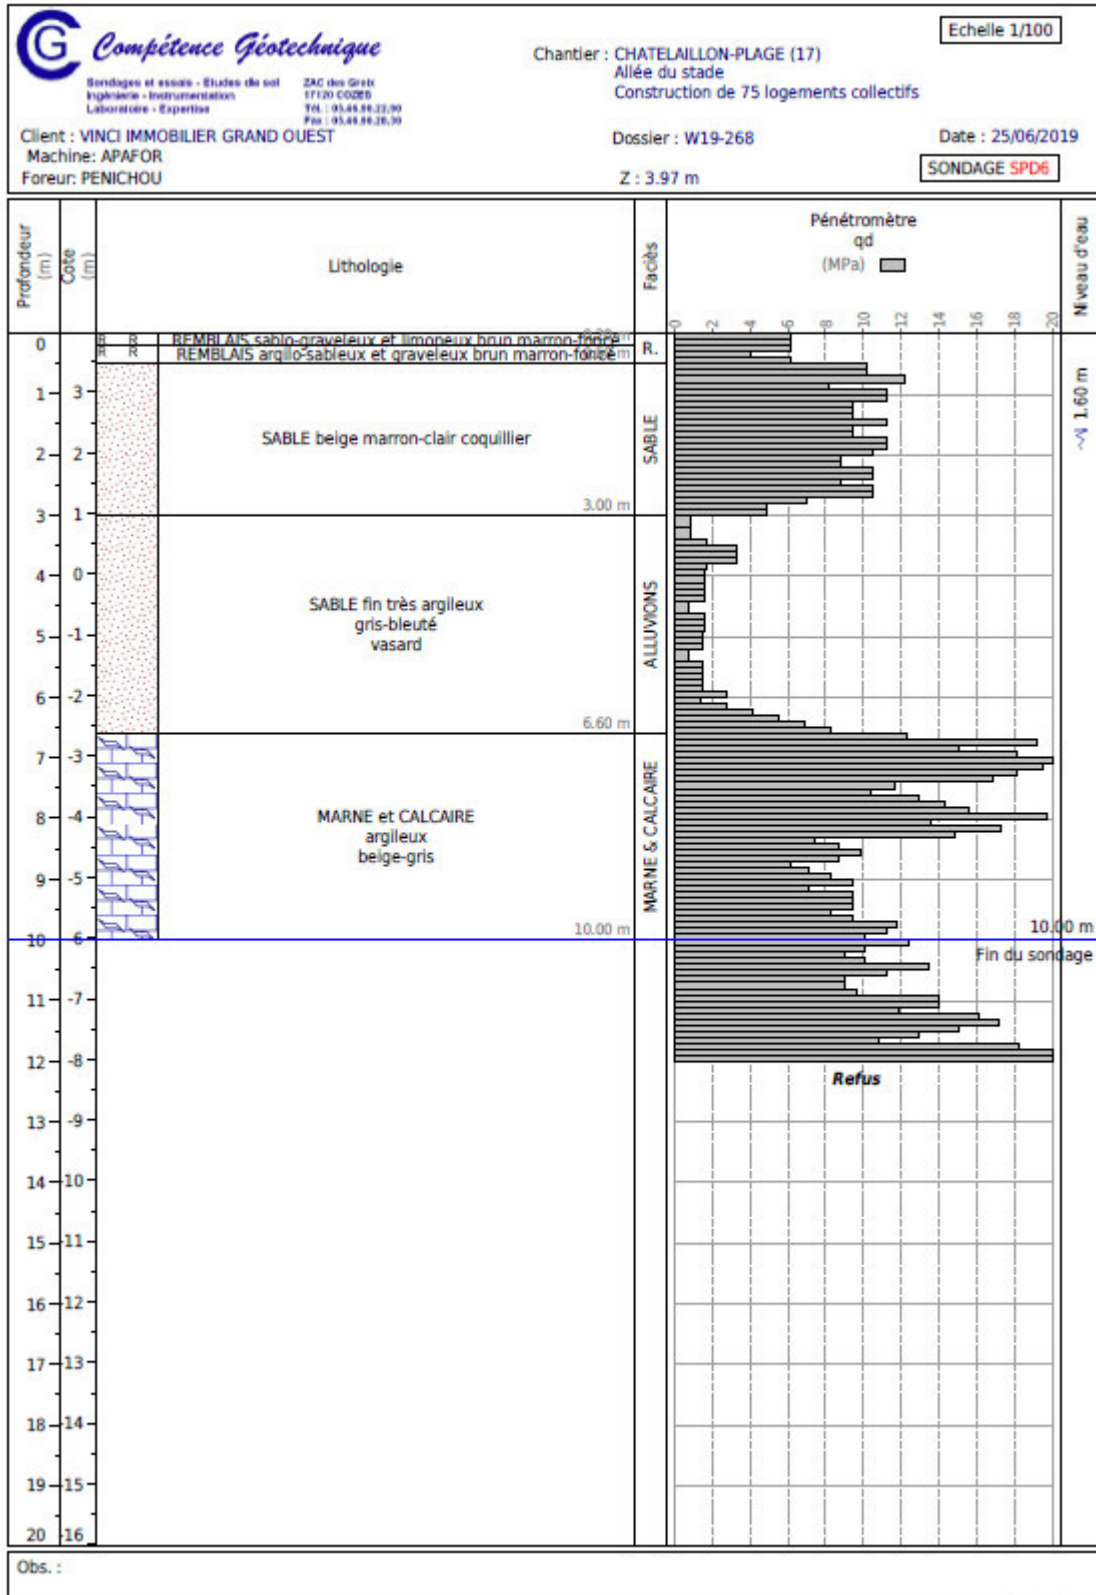 Echelle 1/100
CG Compétence Géotechnique
Sondages et essais - Etudes de sol
Ingénierie - Instrumentation
Laboratoire - Expertise
ZAC des Groix
17120 COZES
Chantier : CHATELAILLON-PLAGE (17)
Allée du stade
Construction de 75 logements collectifs
Client : VINCI IMMOBILIER GRAND OUEST
Machine: APAFOR
Foreur: PENICHOU
Dossier : W19-268
Z : 3.97 m
Date : 25/06/2019
SONDAGE SPD6
Profondeur (m)
Cote (m)
Lithologie
Faciès
Pénétromètre
qd
(MPa)
Niveau d'eau
0 2 4 6 8 10 12 14 16 18 20
REMBLAIS sablo-graveleux et limoneux brun marron-foncé
REMBLAIS argilo-sableux et graveleux brun marron-foncé
R.
SABLE beige marron-clair coquillier
SABLE
1.60 m
3.00 m
SABLE fin très argileux
gris-bleuté
vasard
ALLUVIONS
6.60 m
MARNE et CALCAIRE
argileux
beige-gris
MARNE & CALCAIRE
10.00 m
10.00 m
Fin du sondage
Refus
0
1 3
2 2
3 1
4 0
5 -1
6 -2
7 -3
8 -4
9 -5
10 -6
11 -7
12 -8
13 -9
14 -10
15 -11
16 -12
17 -13
18 -14
19 -15
20 -16
Obs. :